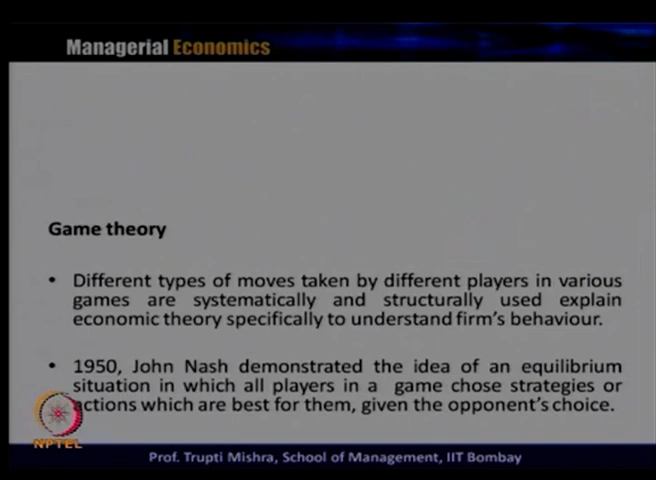 Managerial Economics
Game theory
• Different types of moves taken by different players in various
games are systematically and structurally used explain
economic theory specifically to understand firm's behaviour.
• 1950, John Nash demonstrated the idea of an equilibrium
situation in which all players in a game chose strategies or
actions which are best for them, given the opponent's choice.
NPTEL
Prof. Trupti Mishra, School of Management, IIT Bombay